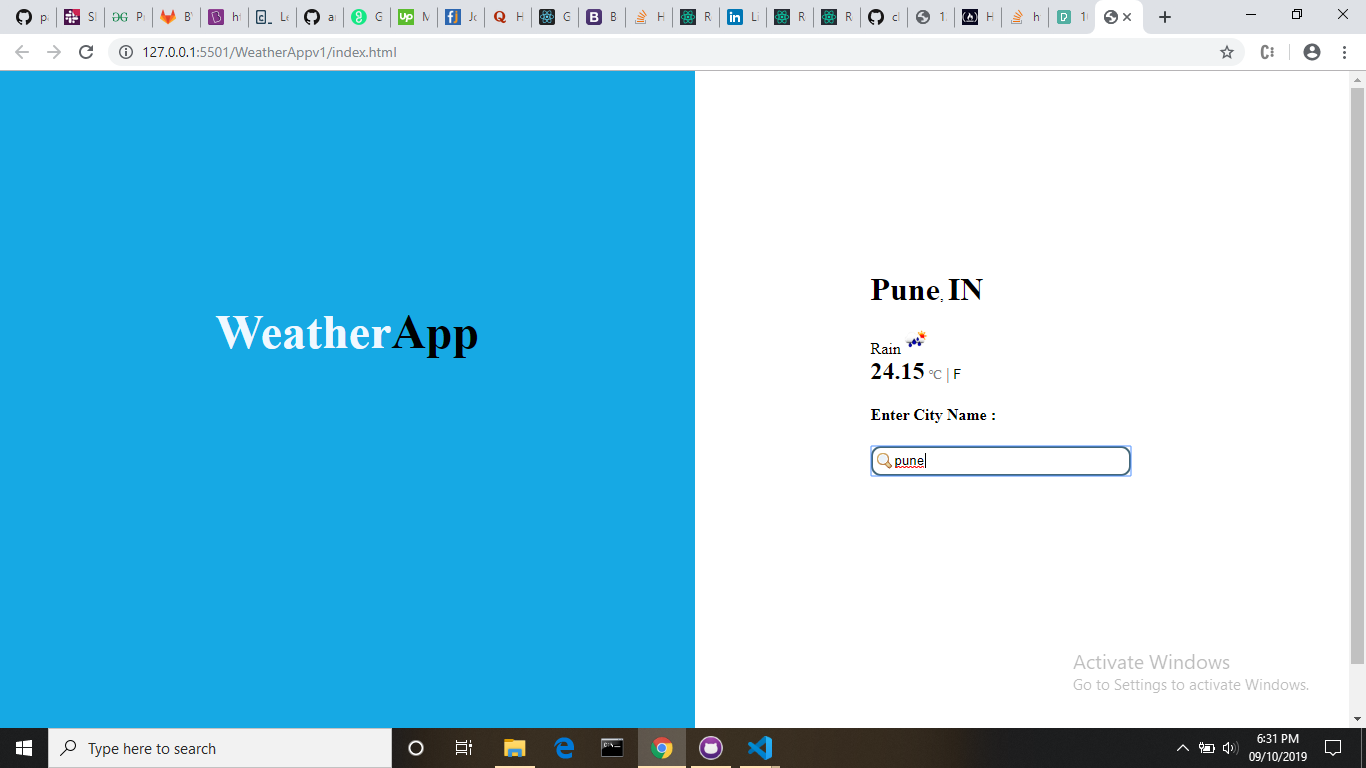 127.0.0.1:5501/WeatherAppv1/index.html
WeatherApp
Pune, IN
Rain
24.15 °C | F
Enter City Name :
pune
Activate Windows
Go to Settings to activate Windows.
Type here to search
6:31 PM
09/10/2019